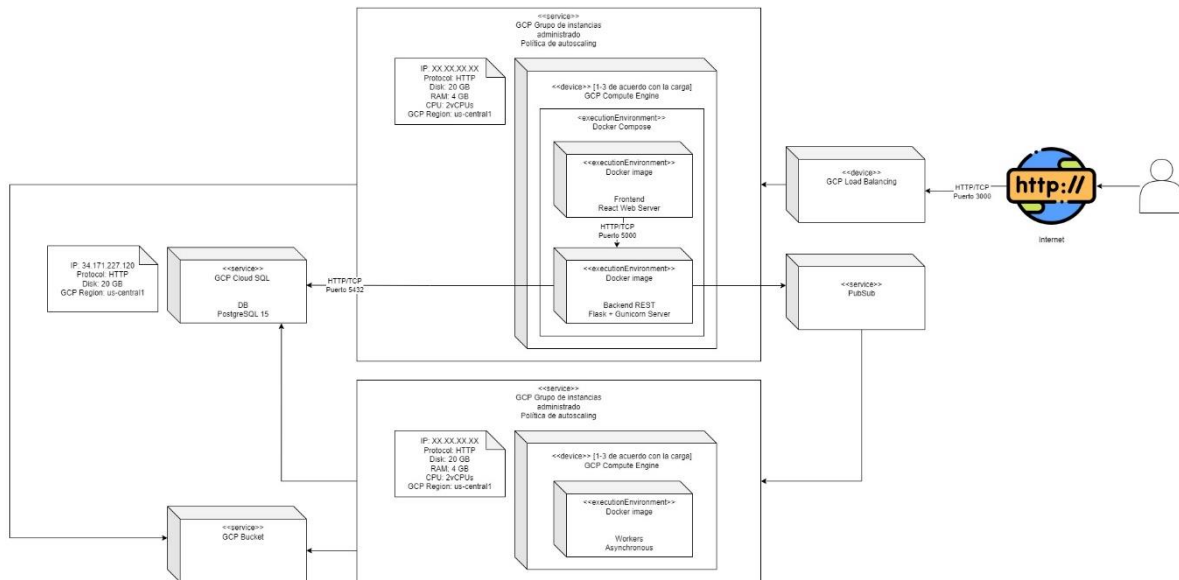 <<service>>
GCP Grupo de instancias
administrado
Política de autoscaling
IP: XX.XX.XX.XX
Protocol: HTTP
Disk: 20 GB
RAM: 4 GB
CPU: 2vCPUs
GCP Region: us-central1
<<device>> [1-3 de acuerdo con la carga]
GCP Compute Engine
<executionEnvironment>>
Docker Compose
<<executionEnvironment>>
Docker image
Frontend
React Web Server
HTTP/TCP
Puerto 5000
<<executionEnvironment>>
Docker image
Backend REST
Flask + Gunicorn Server
<<device>>
GCP Load Balancing
HTTP/TCP
Puerto 3000
http://
Internet
<<service>>
PubSub
IP: 34.171.227.120
Protocol: HTTP
Disk: 20 GB
GCP Region: us-central1
<<service>>
GCP Cloud SQL
DB
PostgreSQL 15
HTTP/TCP
Puerto 5432
<<service>>
GCP Grupo de instancias
administrado
Política de autoscaling
IP: XX.XX.XX.XX
Protocol: HTTP
Disk: 20 GB
RAM: 4 GB
CPU: 2vCPUs
GCP Region: us-central1
<<device>> [1-3 de acuerdo con la carga]
GCP Compute Engine
<<executionEnvironment>>
Docker image
Workers
Asynchronous
<<service>>
GCP Bucket